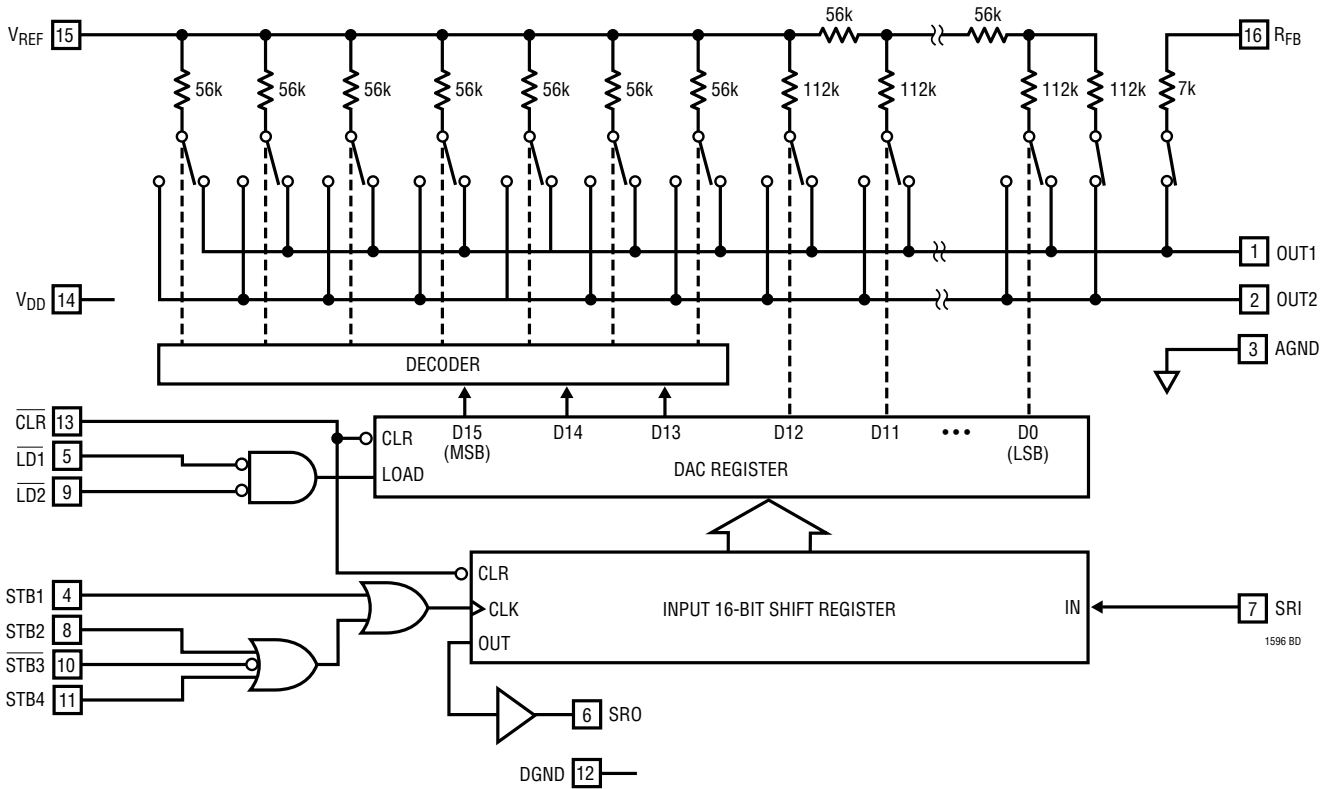 56k 56k
VREF 15 16 RFB
56k 56k 56k 56k 56k 56k 56k 112k 112k 112k 112k 7k
1 OUT1
VDD 14 2 OUT2
3 AGND
DECODER
CLR 13
CLR D15 D14 D13 D12 D11 ••• D0
(MSB) (LSB)
LD1 5
LOAD DAC REGISTER
LD2 9
CLR
STB1 4
CLK INPUT 16-BIT SHIFT REGISTER IN 7 SRI
STB2 8
OUT
1596 BD
STB3 10
STB4 11
6 SRO
DGND 12